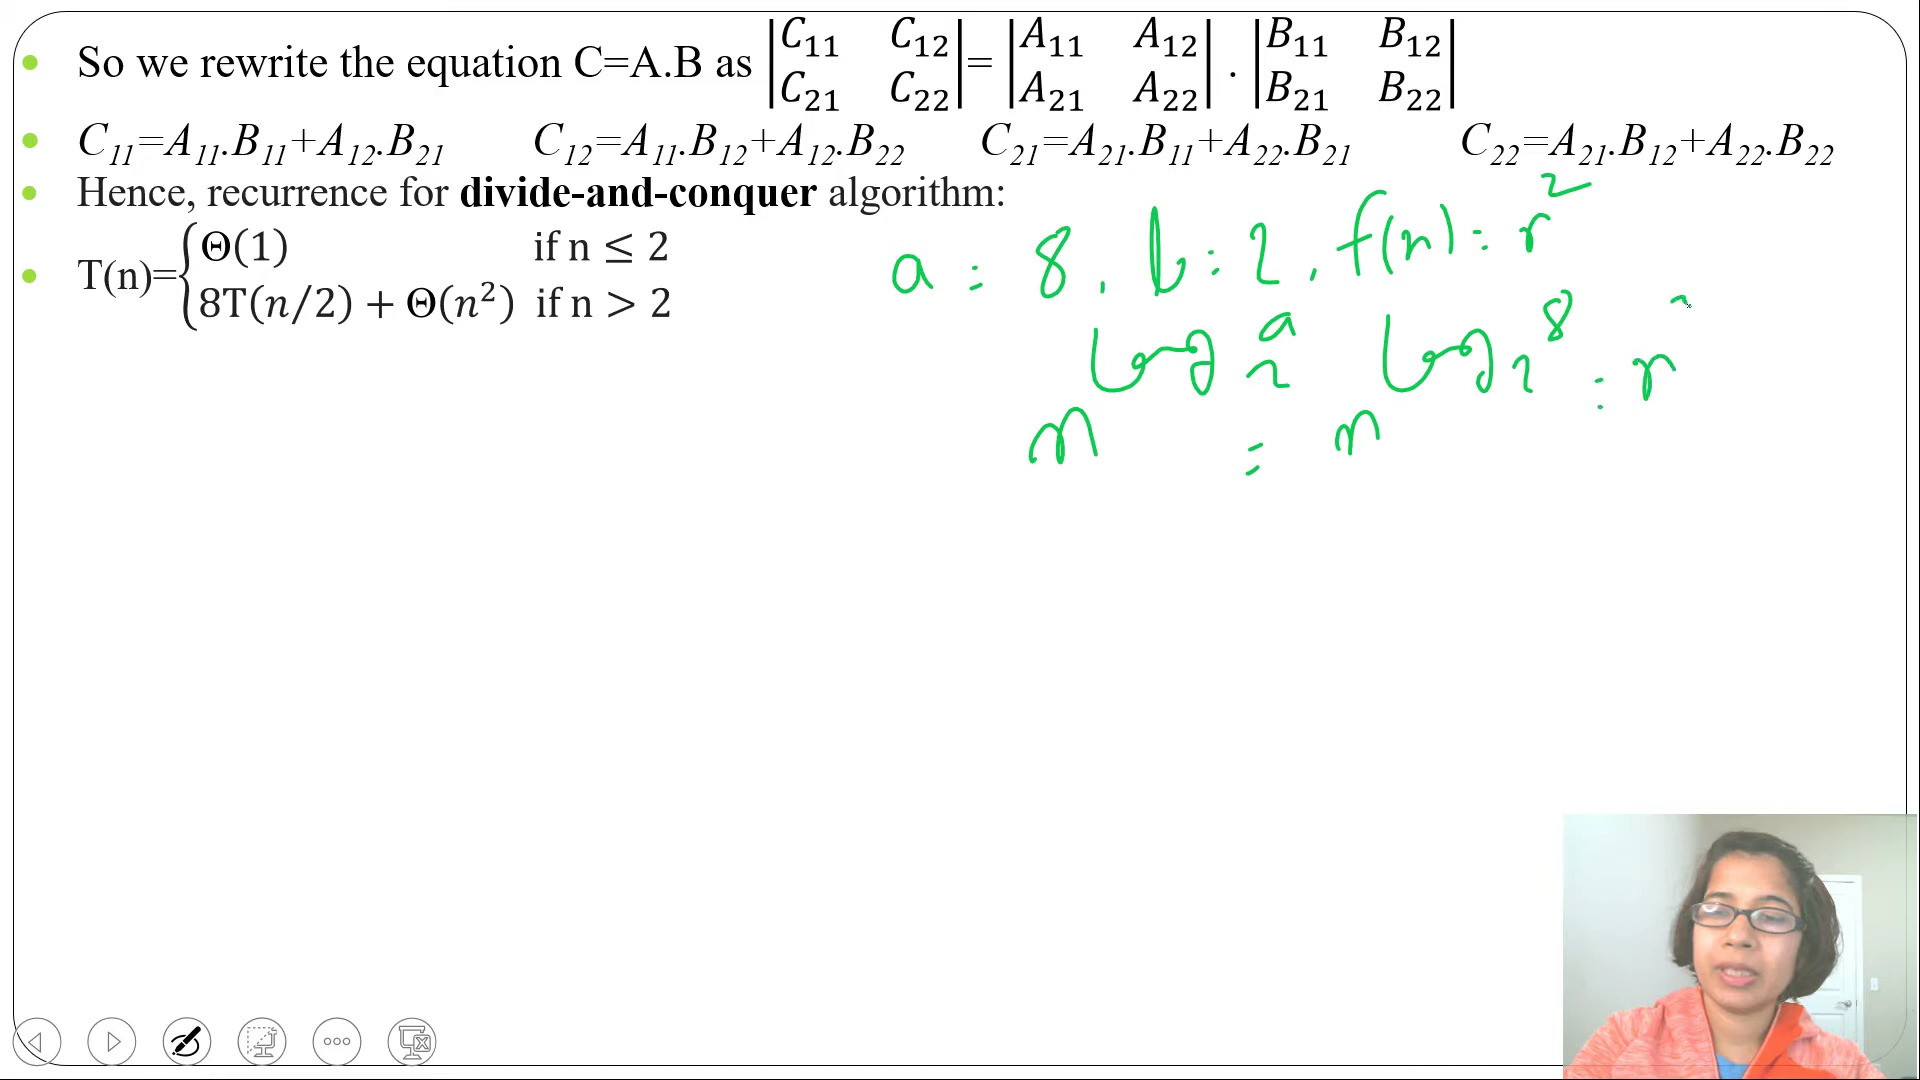 • So we rewrite the equation C=A.B as |C₁₁ C₁₂| = |A₁₁ A₁₂| . |B₁₁ B₁₂|
|C₂₁ C₂₂| |A₂₁ A₂₂| |B₂₁ B₂₂|
• C₁₁=A₁₁.B₁₁+A₁₂.B₂₁ C₁₂=A₁₁.B₁₂+A₁₂.B₂₂ C₂₁=A₂₁.B₁₁+A₂₂.B₂₁ C₂₂=A₂₁.B₁₂+A₂₂.B₂₂
• Hence, recurrence for divide-and-conquer algorithm:
• T(n)={Θ(1) if n ≤ 2
8T(n/2) + Θ(n²) if n > 2
a = 8, b = 2, f(n) = n²
n^log₂ a = n^log₂ 8 = n